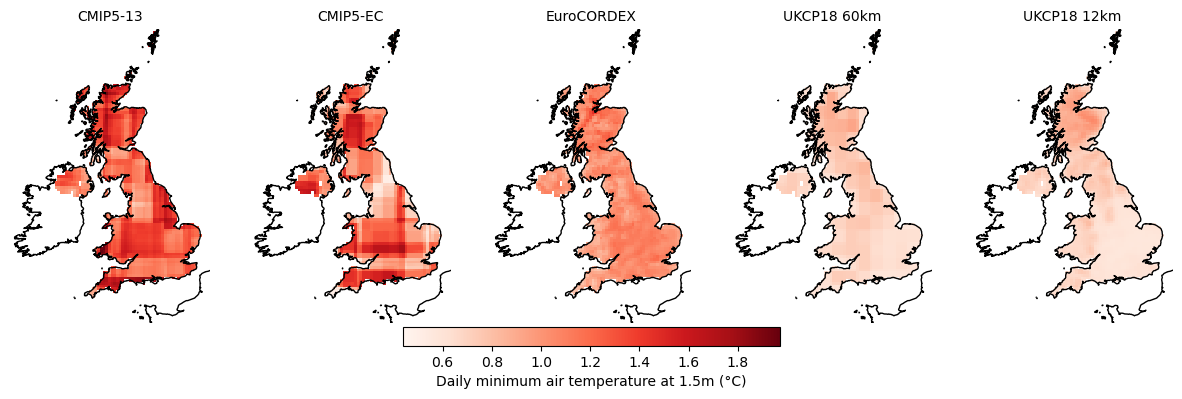 CMIP5-13
CMIP5-EC
EuroCORDEX
UKCP18 60km
UKCP18 12km
0.6 0.8 1.0 1.2 1.4 1.6 1.8
Daily minimum air temperature at 1.5m (°C)